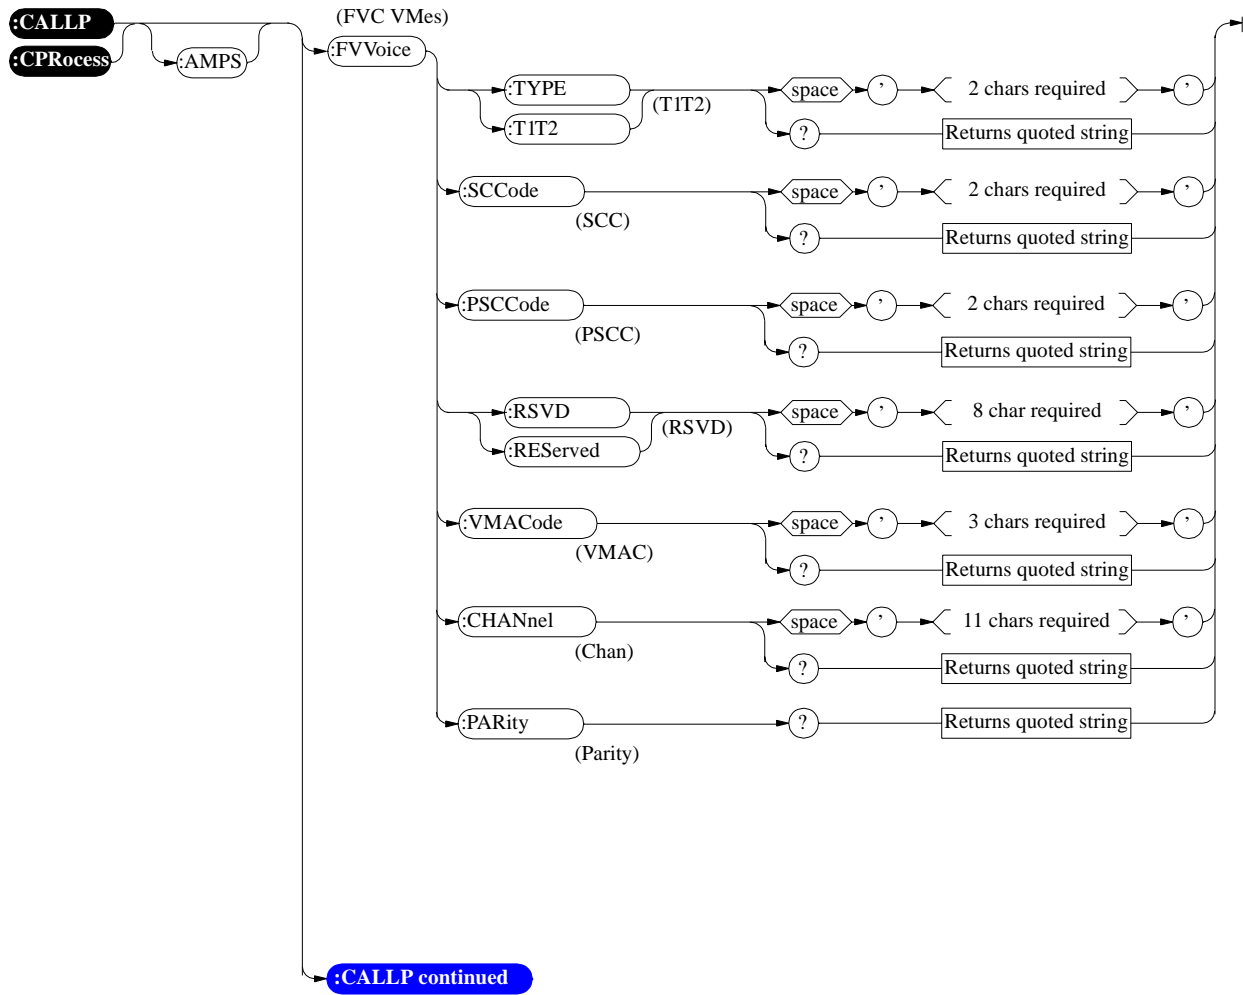 :CALLP
(FVC VMes)
:CPRocess
:AMPS
:FVVoice
:TYPE
:T1T2
(T1T2)
space ' 2 chars required '
? Returns quoted string
:SCCode
(SCC)
space ' 2 chars required '
? Returns quoted string
:PSCCode
(PSCC)
space ' 2 chars required '
? Returns quoted string
:RSVD
:REServed
(RSVD)
space ' 8 char required '
? Returns quoted string
:VMACode
(VMAC)
space ' 3 chars required '
? Returns quoted string
:CHANnel
(Chan)
space ' 11 chars required '
? Returns quoted string
:PARity
(Parity)
? Returns quoted string
:CALLP continued